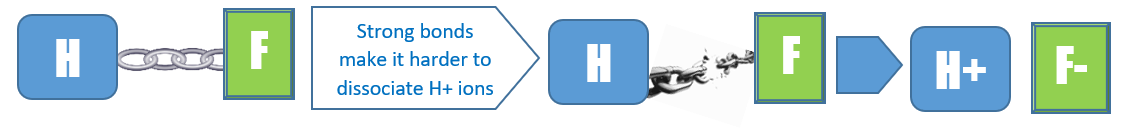 H
F
Strong bonds
make it harder to
dissociate H+ ions
H
F
H+
F-